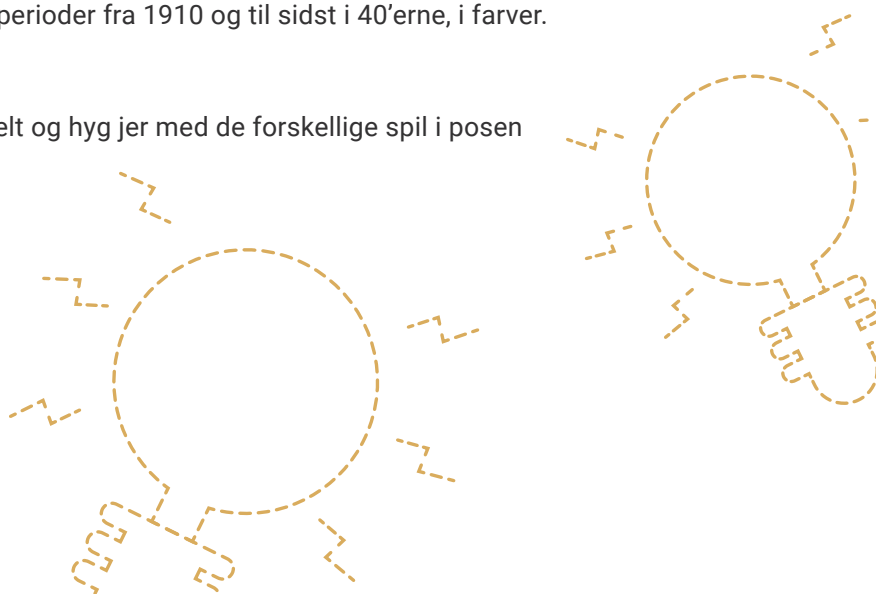 perioder fra 1910 og til sidst i 40’erne, i farver.
elt og hyg jer med de forskellige spil i posen